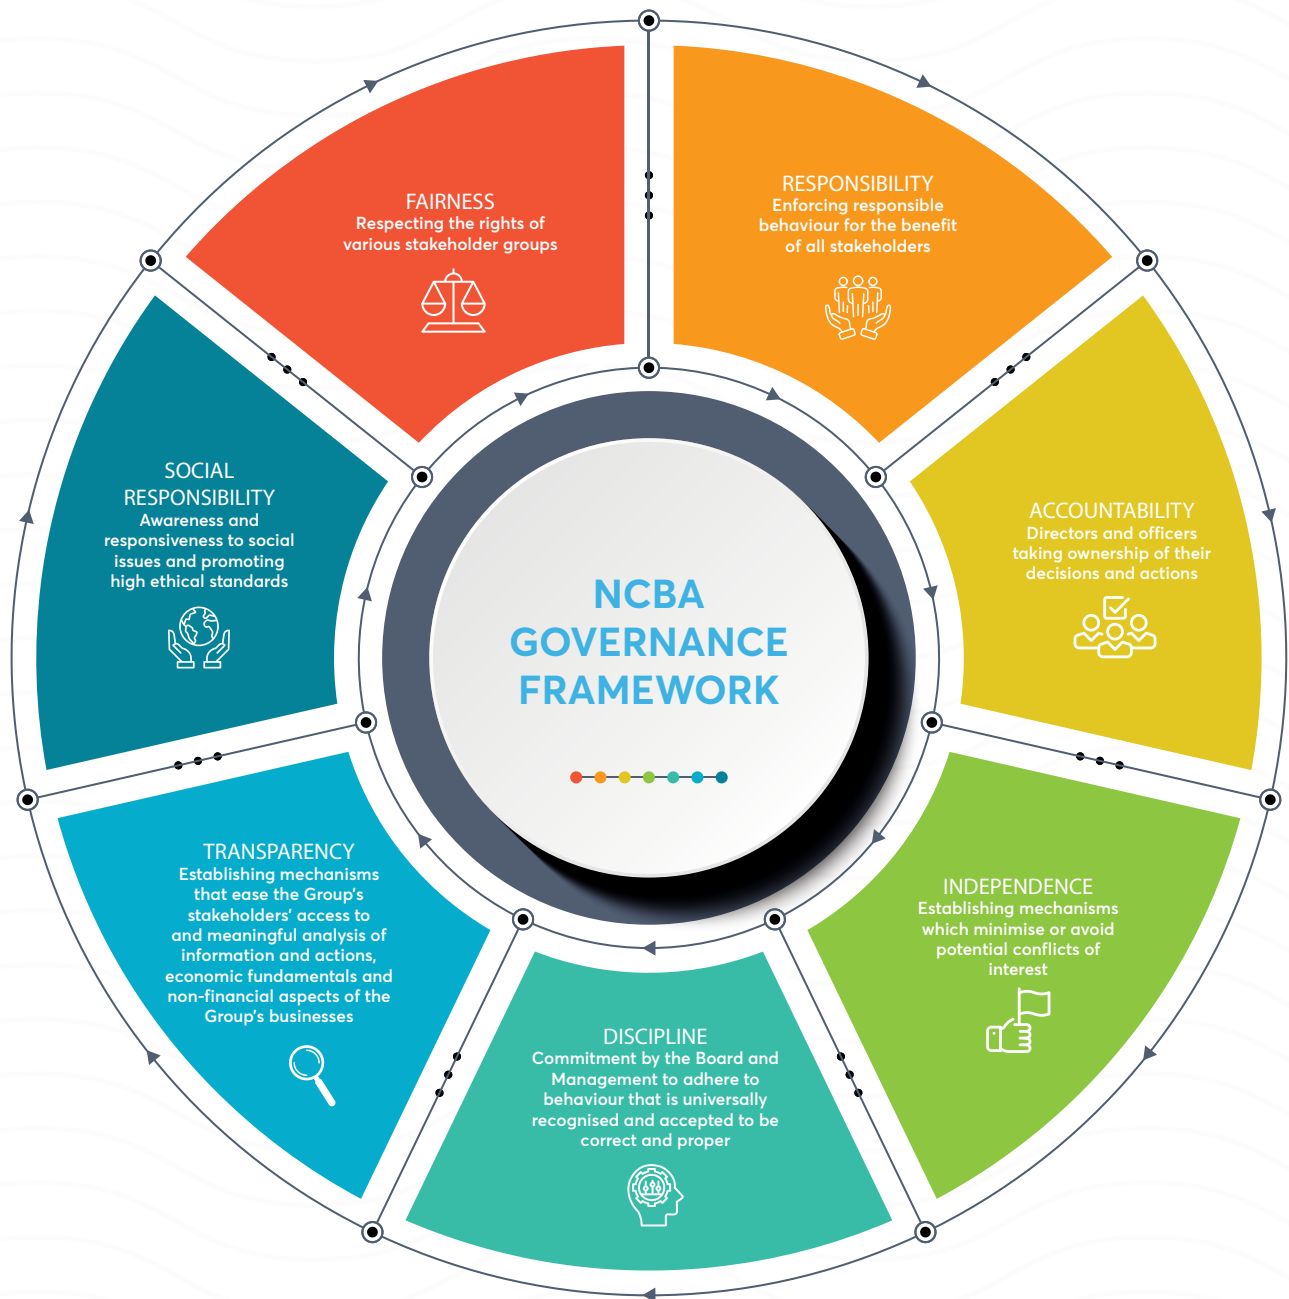 NCBA
GOVERNANCE
FRAMEWORK
FAIRNESS
Respecting the rights of
various stakeholder groups
RESPONSIBILITY
Enforcing responsible
behaviour for the benefit
of all stakeholders
ACCOUNTABILITY
Directors and officers
taking ownership of their
decisions and actions
INDEPENDENCE
Establishing mechanisms
which minimise or avoid
potential conflicts of
interest
DISCIPLINE
Commitment by the Board and
Management to adhere to
behaviour that is universally
recognised and accepted to be
correct and proper
TRANSPARENCY
Establishing mechanisms
that ease the Group's
stakeholders' access to
and meaningful analysis of
information and actions,
economic fundamentals and
non-financial aspects of the
Group's businesses
SOCIAL
RESPONSIBILITY
Awareness and
responsiveness to social
issues and promoting
high ethical standards